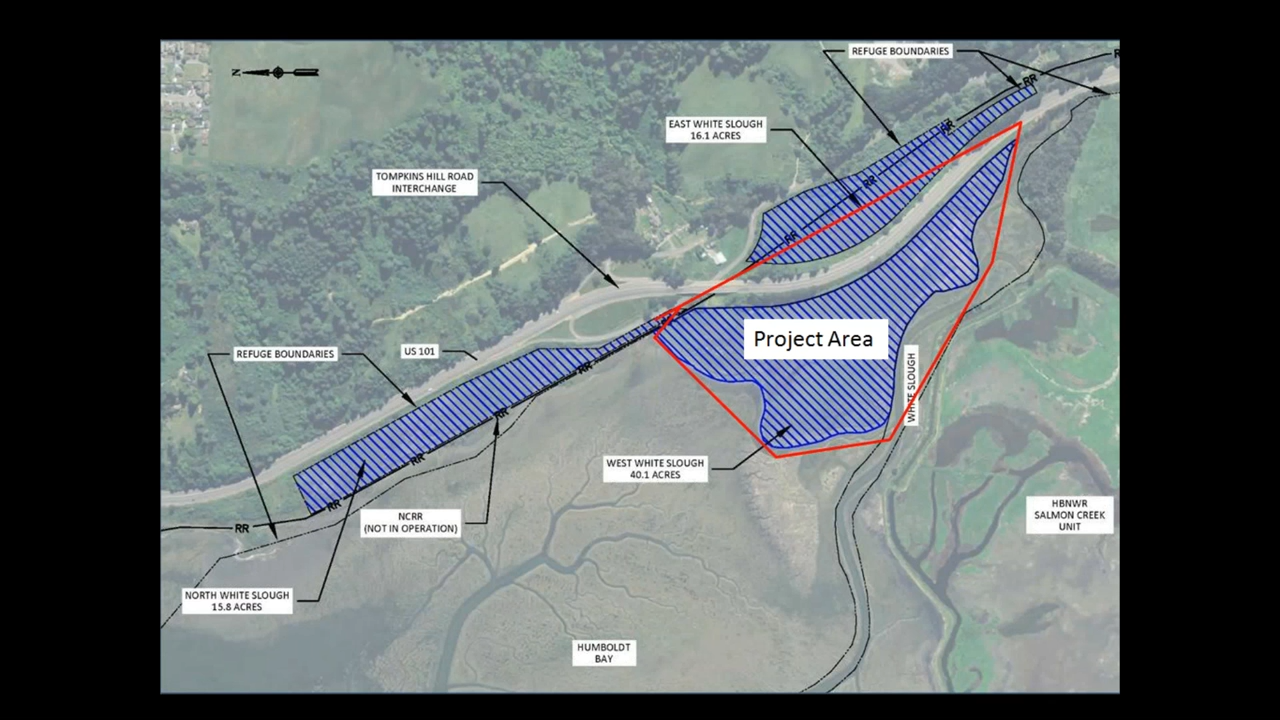 REFUGE BOUNDARIES
N
RR
R
EAST WHITE SLOUGH
16.1 ACRES
RR
TOMPKINS HILL ROAD
INTERCHANGE
RR
RR
Project Area
REFUGE BOUNDARIES
US 101
RR
WHITE SLOUGH
RR
RR
WEST WHITE SLOUGH
40.1 ACRES
RR
RR
NCRR
(NOT IN OPERATION)
HBNWR
SALMON CREEK
UNIT
NORTH WHITE SLOUGH
15.8 ACRES
HUMBOLDT
BAY